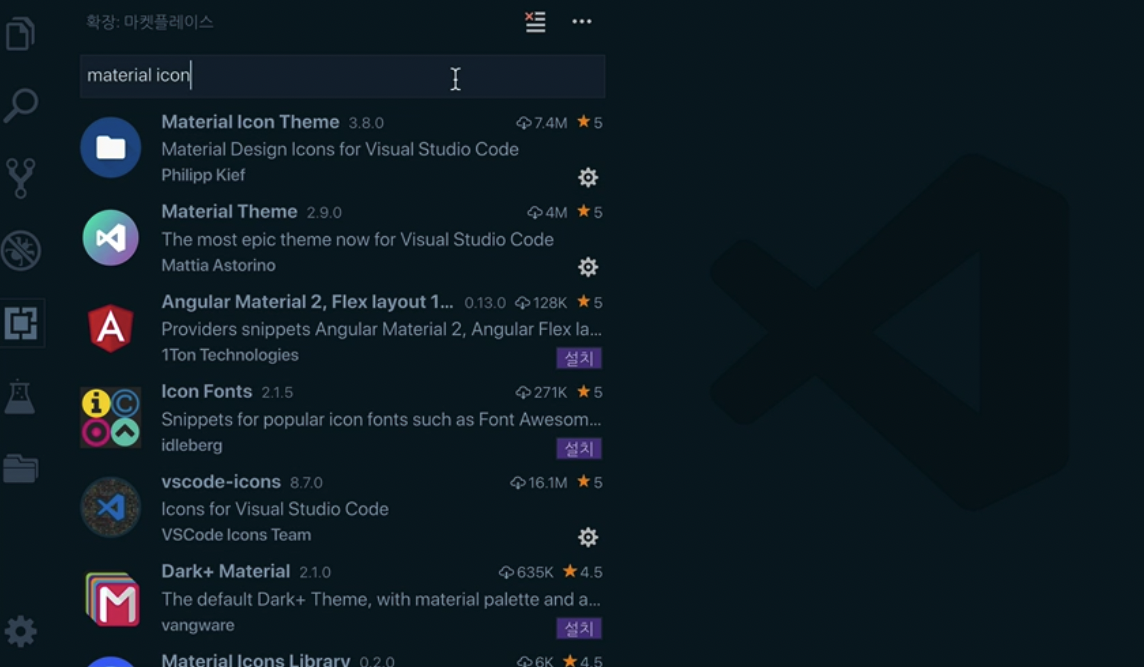 확장: 마켓플레이스
material icon
Material Icon Theme 3.8.0 7.4M 5
Material Design Icons for Visual Studio Code
Philipp Kief
Material Theme 2.9.0 4M 5
The most epic theme now for Visual Studio Code
Mattia Astorino
Angular Material 2, Flex layout 1... 0.13.0 128K 5
Providers snippets Angular Material 2, Angular Flex la...
1Ton Technologies 설치
Icon Fonts 2.1.5 271K 5
Snippets for popular icon fonts such as Font Awesom...
idleberg 설치
vscode-icons 8.7.0 16.1M 5
Icons for Visual Studio Code
VSCode Icons Team
Dark+ Material 2.1.0 635K 4.5
The default Dark+ Theme, with material palette and a...
vangware 설치
Material Icons Library 0.2.0 6K 4.5